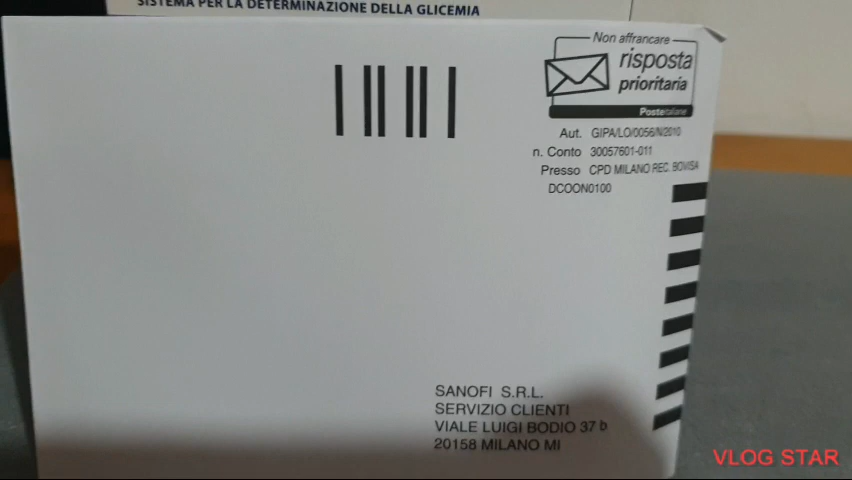 SISTEMA PER LA DETERMINAZIONE DELLA GLICEMIA
Non affrancare
risposta
prioritaria
Posteitaliane
Aut. GIPA/LO/0056/N/2010
n. Conto 30057601-011
Presso CPD MILANO REC. BOVISA
DCOON0100
SANOFI S.R.L.
SERVIZIO CLIENTI
VIALE LUIGI BODIO 37 b
20158 MILANO MI
VLOG STAR